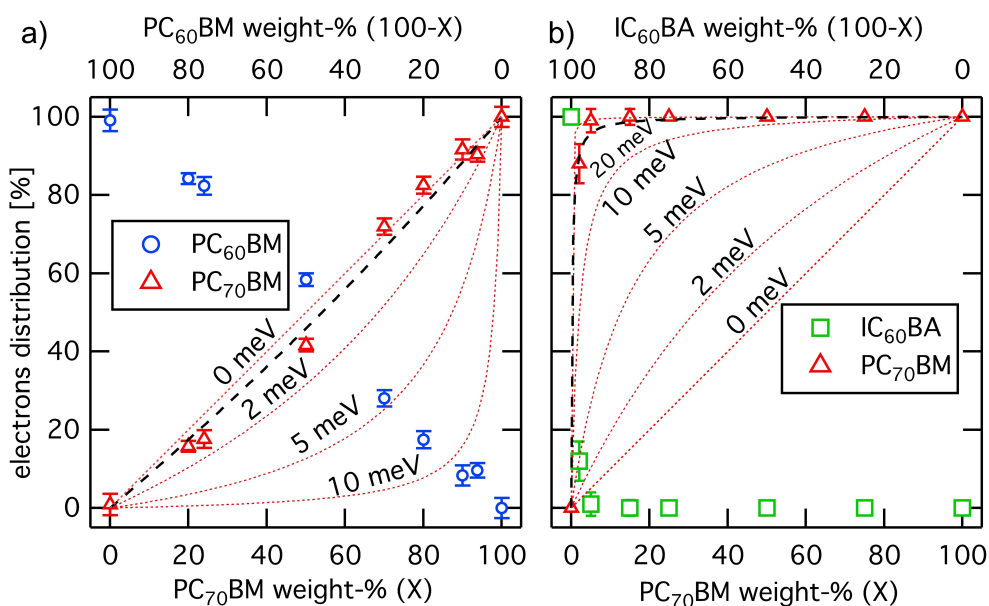 a)
PC60BM weight-% (100-X)
100 80 60 40 20 0
electrons distribution [%]
100
80
60
40
20
0
PC60BM
PC70BM
0 meV
2 meV
5 meV
10 meV
0 20 40 60 80 100
PC70BM weight-% (X)
b)
IC60BA weight-% (100-X)
100 80 60 40 20 0
20 meV
10 meV
5 meV
2 meV
0 meV
IC60BA
PC70BM
0 20 40 60 80 100
PC70BM weight-% (X)